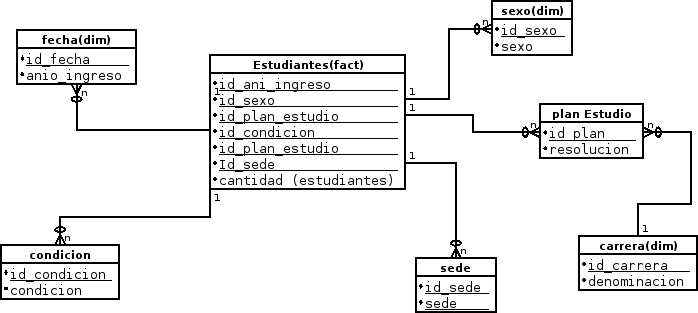 fecha(dim)
id_fecha
anio_ingreso
n
Estudiantes(fact)
id_ani_ingreso
1
id_sexo
id_plan_estudio
id_condicion
id_plan_estudio
Id_sede
cantidad (estudiantes)
1
1
1
1
sexo(dim)
id_sexo
sexo
n
plan Estudio
id_plan
resolucion
n
n
carrera(dim)
id_carrera
denominacion
1
condicion
id_condicion
condicion
n
sede
id_sede
sede
n